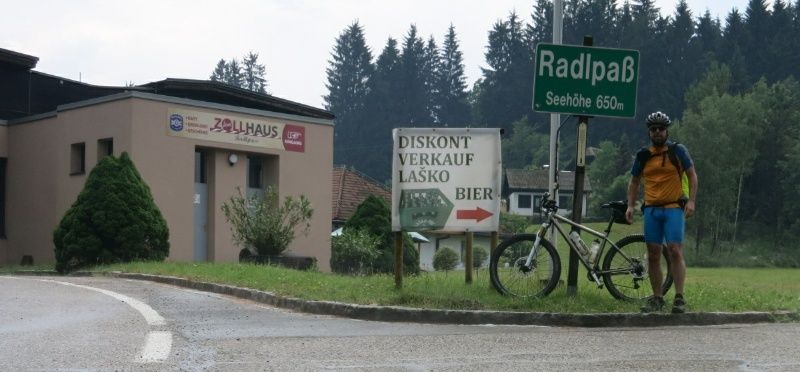 ZOLLHAUS
DISKONT
VERKAUF
LAŠKO
BIER
Radlpaß
Seehöhe 650m